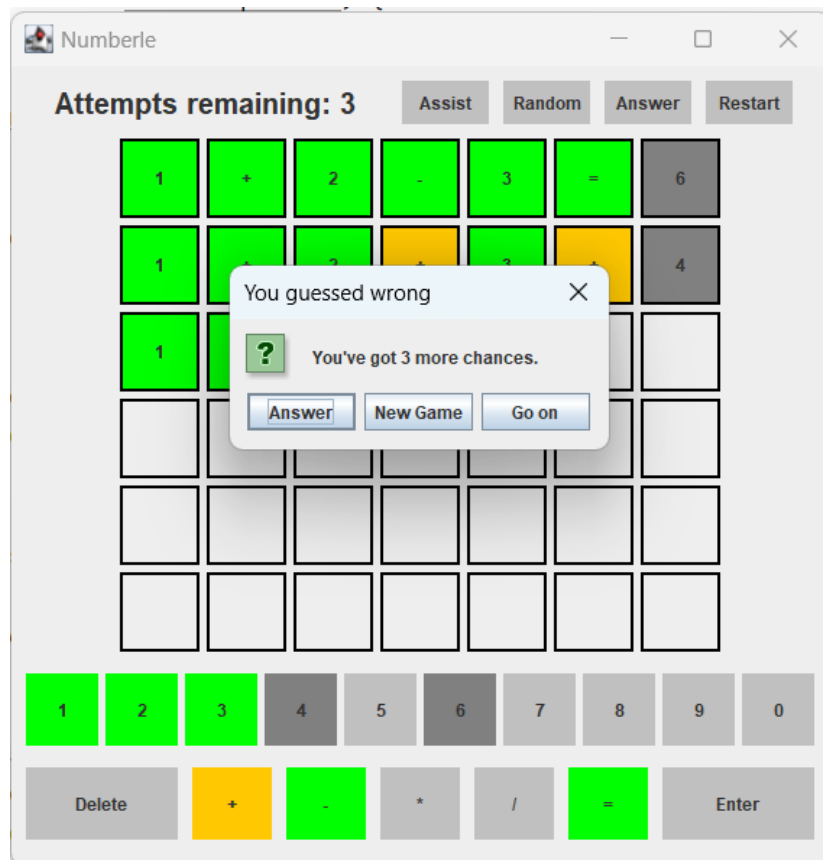 Numberle
Attempts remaining: 3 Assist Random Answer Restart
1 + 2 - 3 = 6
1 3 4
You guessed wrong
1
? You've got 3 more chances.
Answer New Game Go on
1 2 3 4 5 6 7 8 9 0
Delete + - * / = Enter